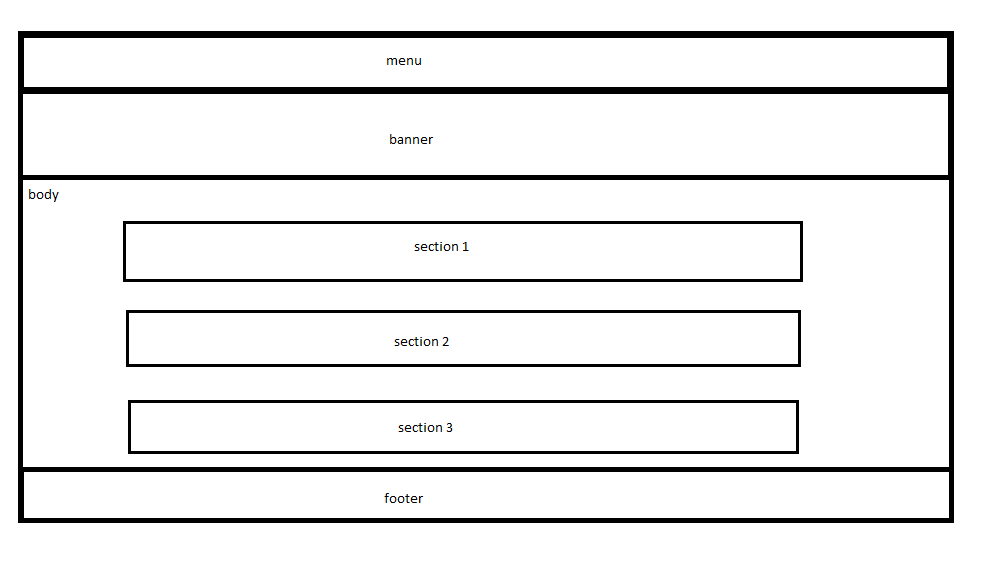 menu
banner
body
section 1
section 2
section 3
footer